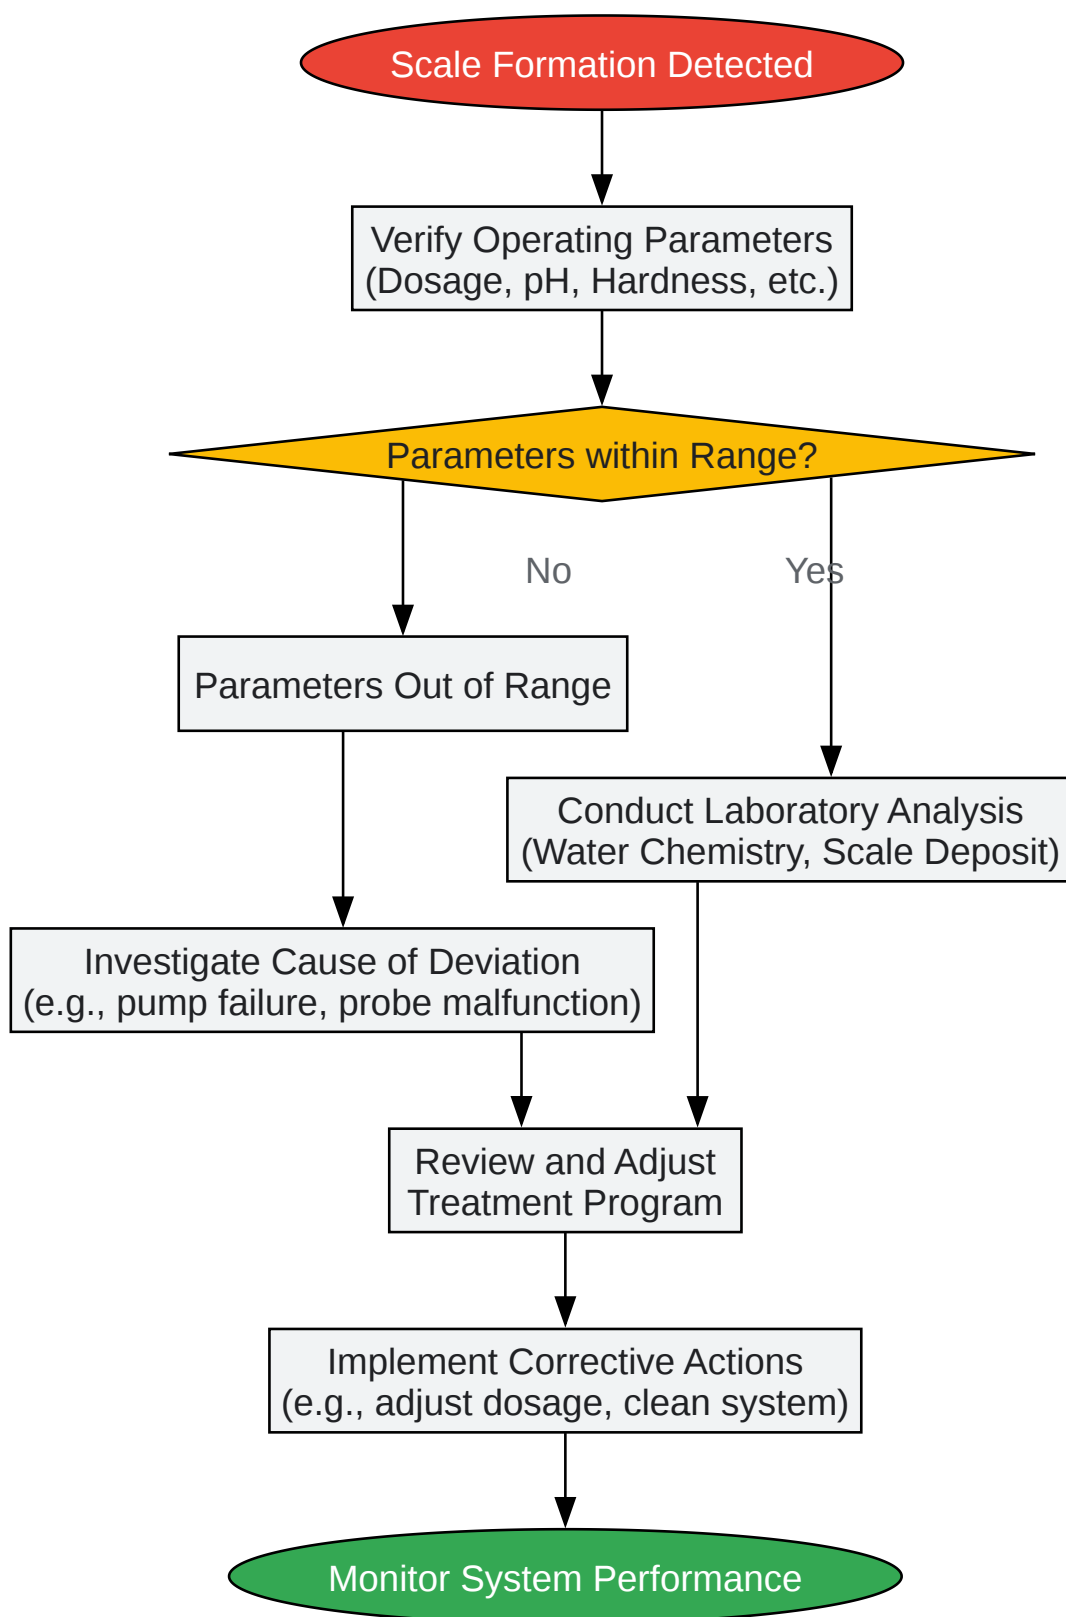 Scale Formation Detected
Verify Operating Parameters
(Dosage, pH, Hardness, etc.)
Parameters within Range?
No
Yes
Parameters Out of Range
Conduct Laboratory Analysis
(Water Chemistry, Scale Deposit)
Investigate Cause of Deviation
(e.g., pump failure, probe malfunction)
Review and Adjust
Treatment Program
Implement Corrective Actions
(e.g., adjust dosage, clean system)
Monitor System Performance